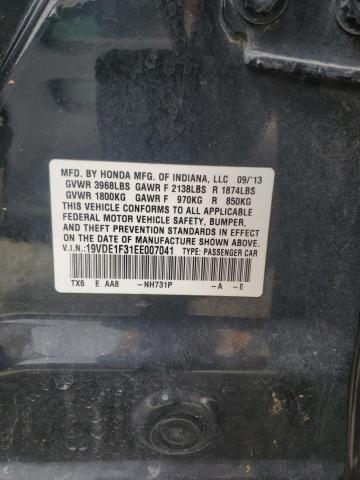 MFD. BY HONDA MFG. OF INDIANA, LLC 09/'13
GVWR 3968LBS GAWR F 2138LBS R 1874LBS
GVWR 1800KG GAWR F 970KG R 850KG
THIS VEHICLE CONFORMS TO ALL APPLICABLE
FEDERAL MOTOR VEHICLE SAFETY, BUMPER,
AND THEFT PREVENTION STANDARDS IN EFFECT
ON THE DATE OF MANUFACTURE SHOWN ABOVE.
V.I.N.:19VDE1F31EE007041 TYPE: PASSENGER CAR
TX6 E AA8 -NH731P -A -E